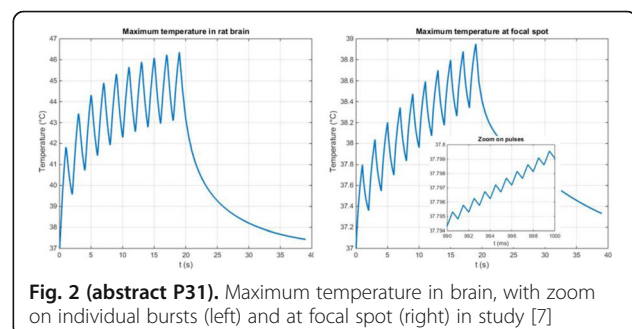 Maximum temperature in rat brain
47
46
45
44
43
42
41
40
39
38
37
Temperature (°C)
0 5 10 15 20 25 30 35 40
t (s)
Maximum temperature at focal spot
39
38.8
38.6
38.4
38.2
38
37.8
37.6
37.4
37.2
37
Temperature (°C)
0 5 10 15 20 25 30 35 40
t (s)
Zoom on pulses
37.8
37.799
37.798
37.797
37.796
37.795
37.794
990 992 994 996 998 1000
t (ms)
Fig. 2 (abstract P31). Maximum temperature in brain, with zoom
on individual bursts (left) and at focal spot (right) in study [7]